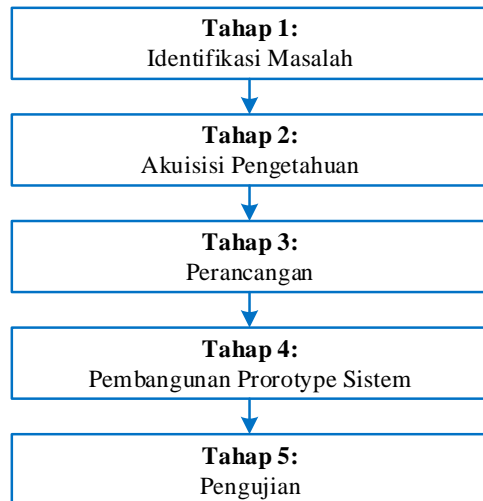 Tahap 1:
Identifikasi Masalah
Tahap 2:
Akuisisi Pengetahuan
Tahap 3:
Perancangan
Tahap 4:
Pembangunan Prorotype Sistem
Tahap 5:
Pengujian